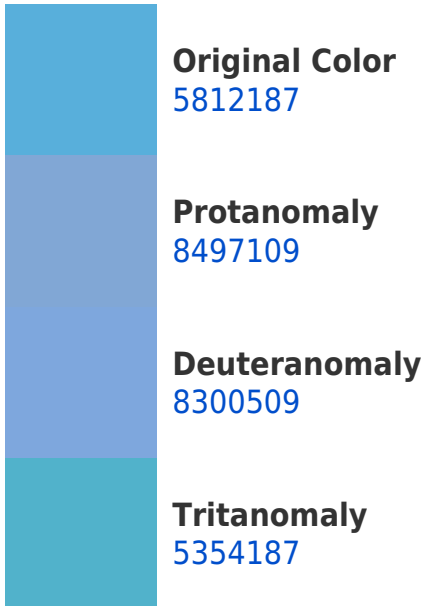 Original Color
5812187
Protanomaly
8497109
Deuteranomaly
8300509
Tritanomaly
5354187